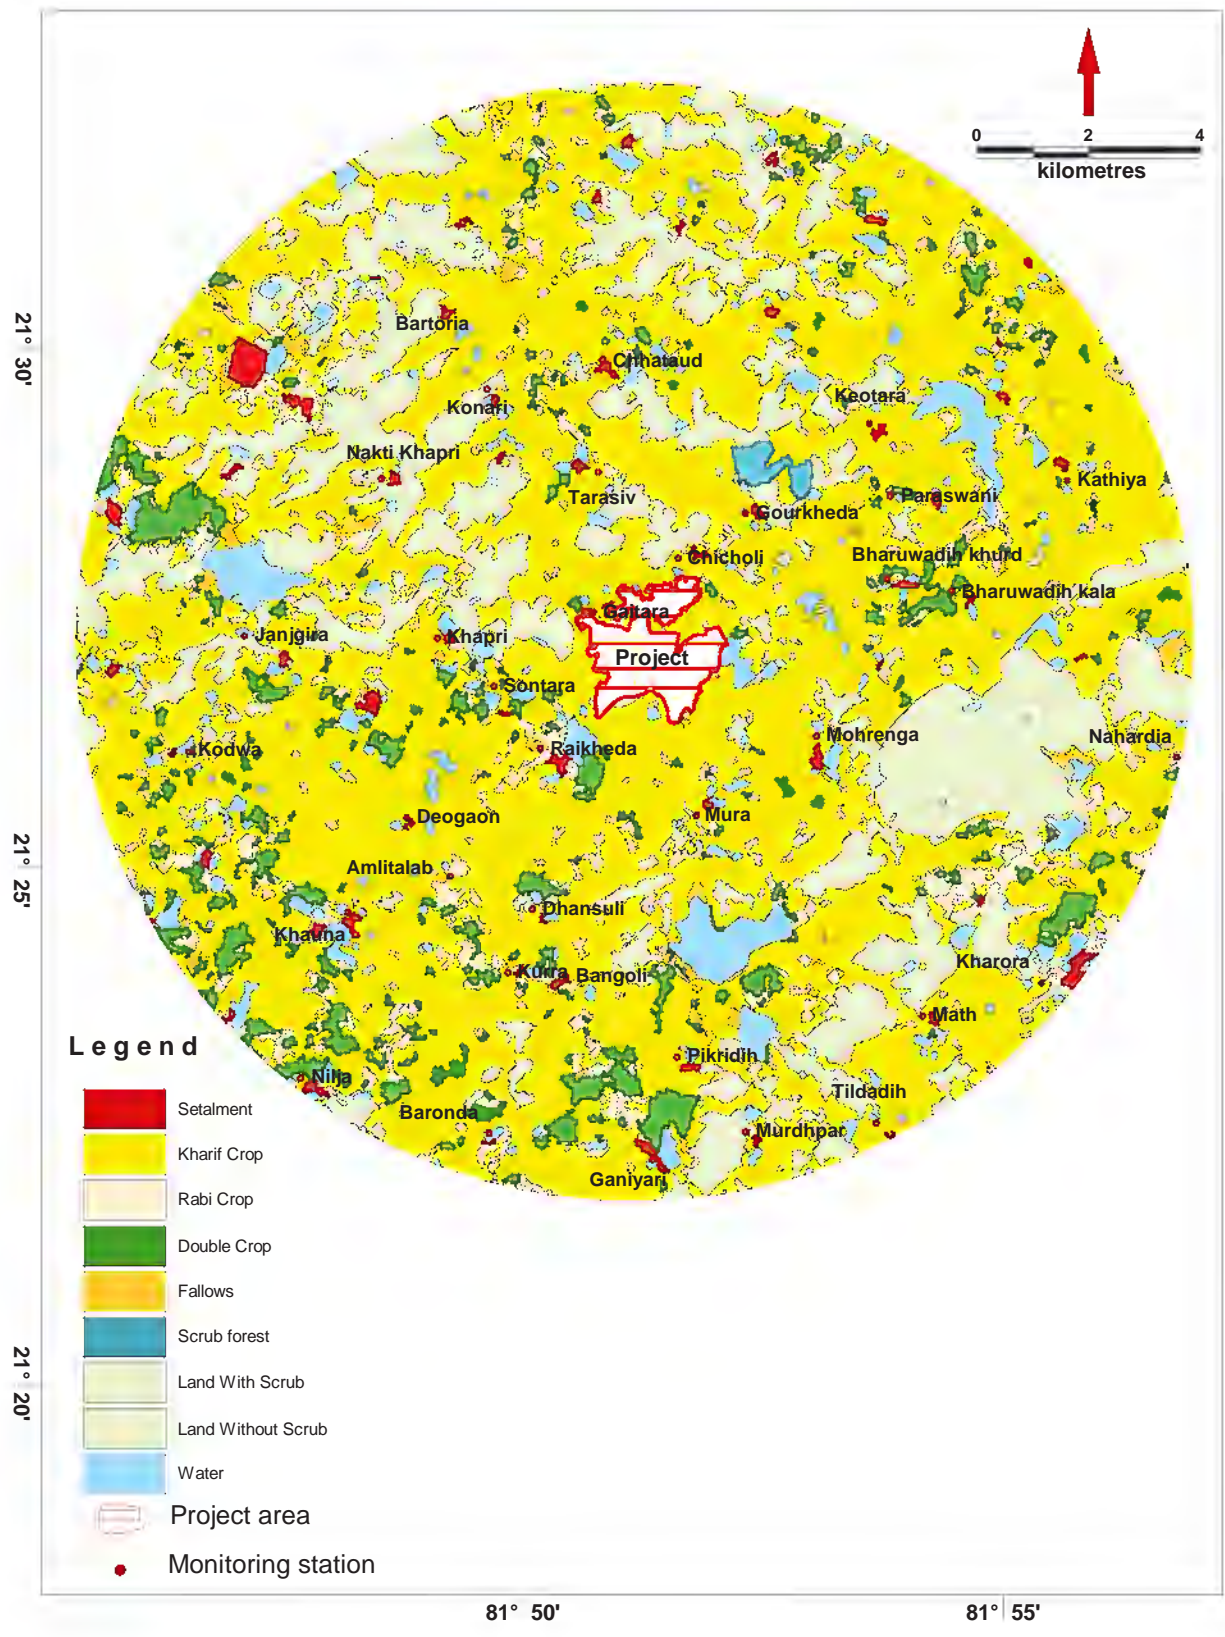 0 2 4
kilometres
21° 30'
Bartoria
Chhataud
Keotara
Konari
Nakti Khapri
Kathiya
Tarasiv
Paraswani
Gourkheda
Chicholi
Bharuwadih khurd
Bharuwadih kala
Gaitara
Janjgira
Khapri
Project
Sontara
Mohrenga
Nahardia
Kodwa
Raikheda
Deogaon
Mura
21° 25'
Amlitalab
Dhansuli
Khauna
Kharora
Kurra
Bangoli
Math
Legend
Pikridih
Nilja
Tildadih
Baronda
Murdhpar
Ganiyari
Setalment
Kharif Crop
Rabi Crop
Double Crop
Fallows
Scrub forest
21° 20'
Land With Scrub
Land Without Scrub
Water
Project area
Monitoring station
81° 50' 81° 55'